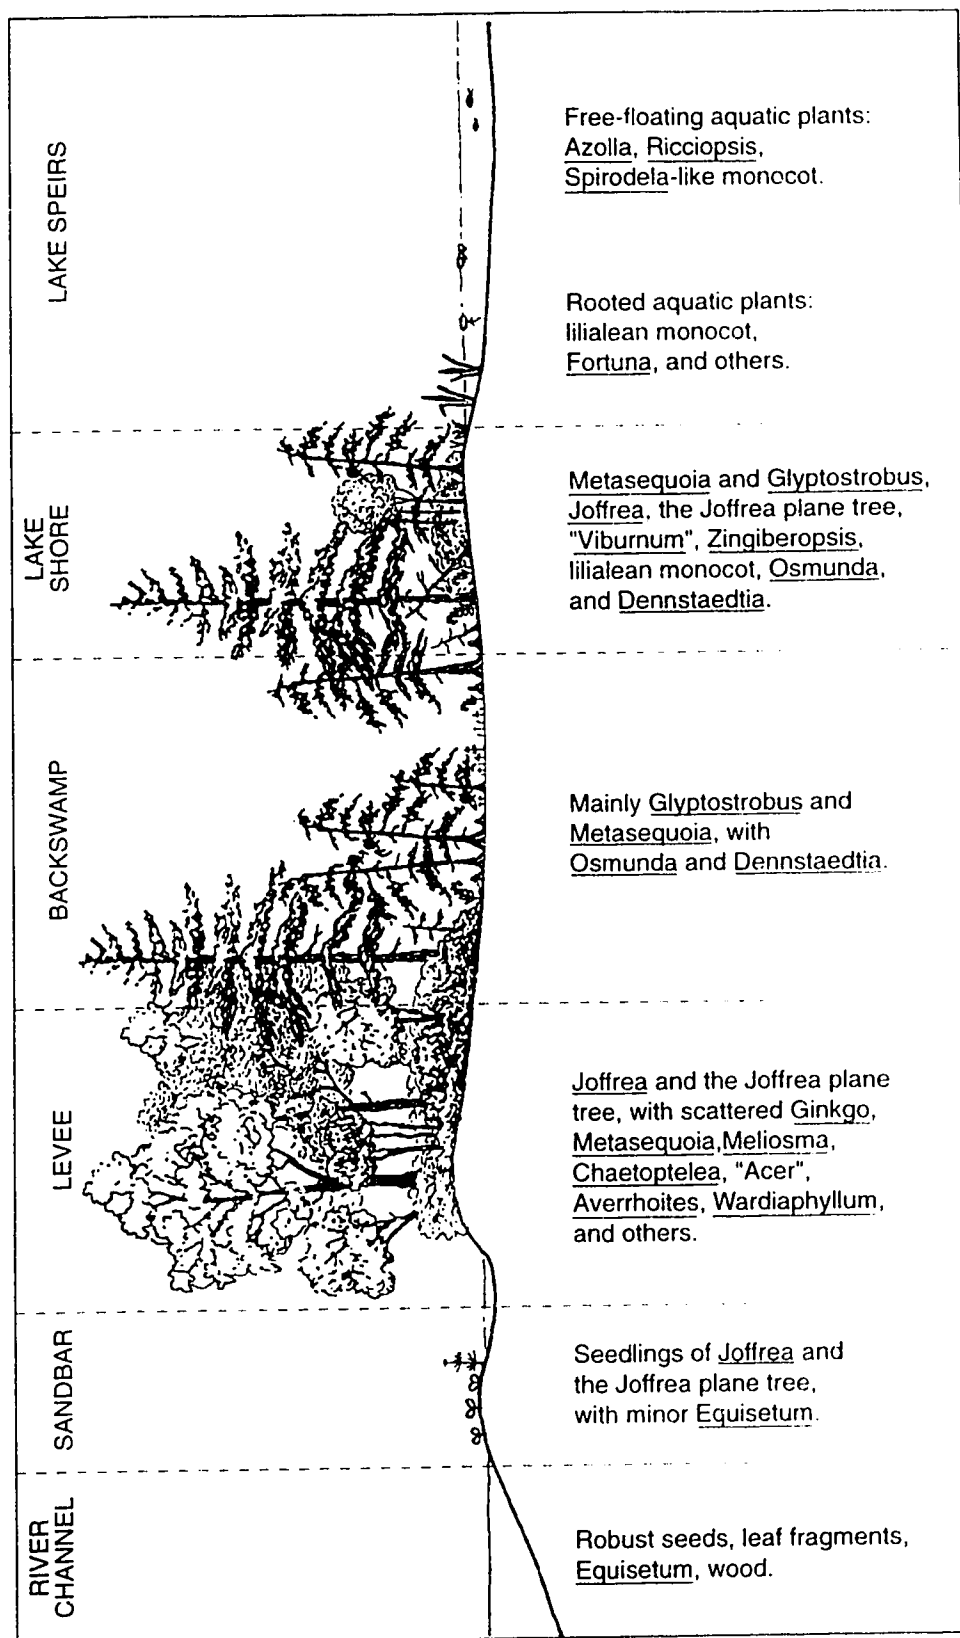 LAKE SPEIRS
Free-floating aquatic plants:
Azolla, Ricciopsis,
Spirodela-like monocot.
Rooted aquatic plants:
lilialean monocot,
Fortuna, and others.
LAKE
SHORE
Metasequoia and Glyptostrobus,
Joffrea, the Joffrea plane tree,
"Viburnum", Zingiberopsis,
lilialean monocot, Osmunda,
and Dennstaedtia.
BACKSWAMP
Mainly Glyptostrobus and
Metasequoia, with
Osmunda and Dennstaedtia.
LEVEE
Joffrea and the Joffrea plane
tree, with scattered Ginkgo,
Metasequoia,Meliosma,
Chaetoptelea, "Acer",
Averrhoites, Wardiaphyllum,
and others.
SANDBAR
Seedlings of Joffrea and
the Joffrea plane tree,
with minor Equisetum.
RIVER
CHANNEL
Robust seeds, leaf fragments,
Equisetum, wood.